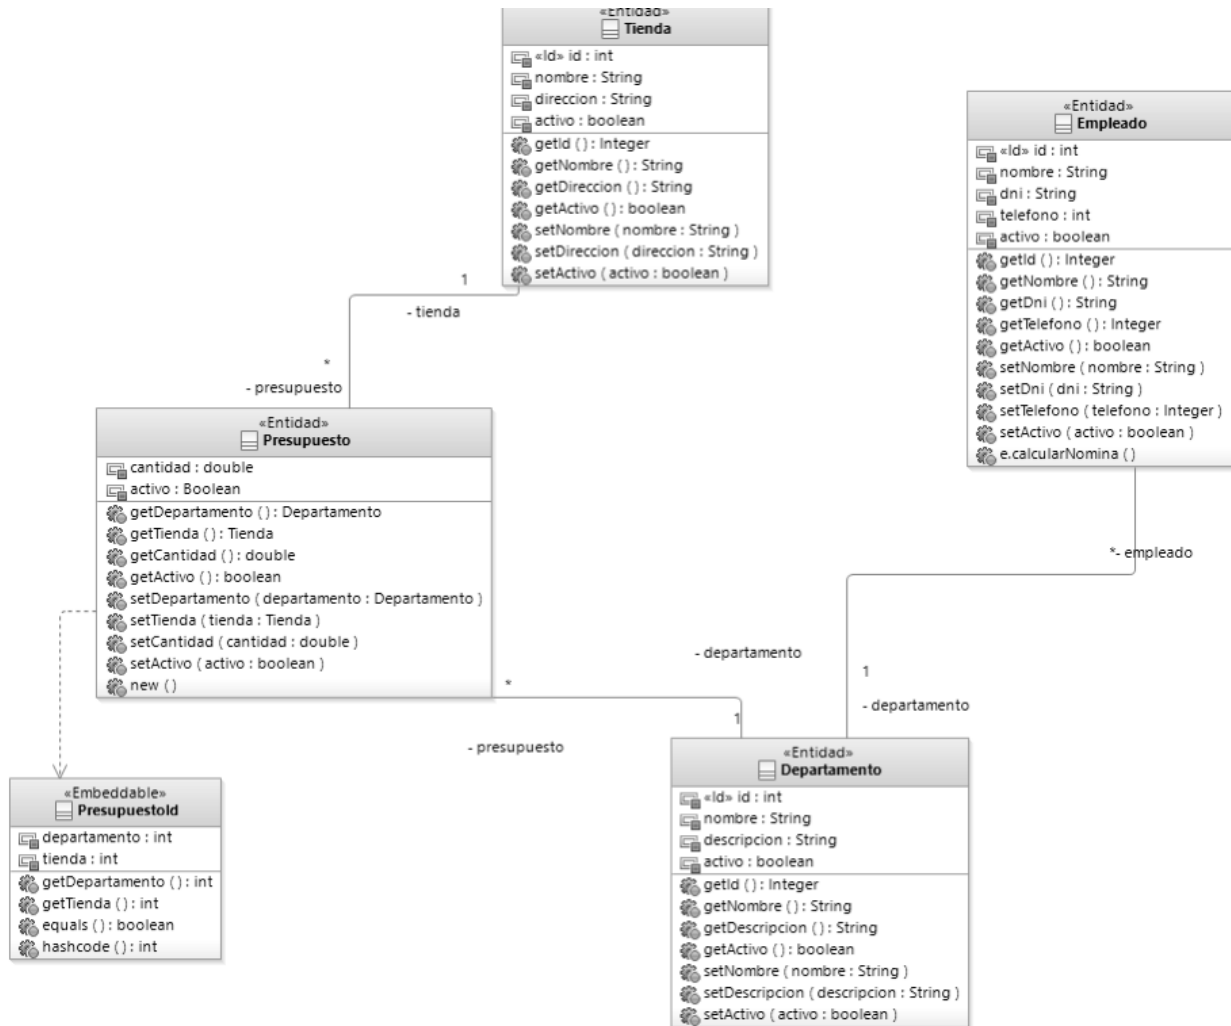 «Entidad»
Tienda
«Id» id : int
nombre : String
direccion : String
activo : boolean
getId ( ) : Integer
getNombre ( ) : String
getDireccion ( ) : String
getActivo ( ) : boolean
setNombre ( nombre : String )
setDireccion ( direccion : String )
setActivo ( activo : boolean )
1
- tienda
*
- presupuesto
«Entidad»
Empleado
«Id» id : int
nombre : String
dni : String
telefono : int
activo : boolean
getId ( ) : Integer
getNombre ( ) : String
getDni ( ) : String
getTelefono ( ) : Integer
getActivo ( ) : boolean
setNombre ( nombre : String )
setDni ( dni : String )
setTelefono ( telefono : Integer )
setActivo ( activo : boolean )
e.calcularNomina ( )
*- empleado
«Entidad»
Presupuesto
cantidad : double
activo : Boolean
getDepartamento ( ) : Departamento
getTienda ( ) : Tienda
getCantidad ( ) : double
getActivo ( ) : boolean
setDepartamento ( departamento : Departamento )
setTienda ( tienda : Tienda )
setCantidad ( cantidad : double )
setActivo ( activo : boolean )
new ( )
- departamento
1
- departamento
*
1
- presupuesto
«Embeddable»
PresupuestoId
departamento : int
tienda : int
getDepartamento ( ) : int
getTienda ( ) : int
equals ( ) : boolean
hashcode ( ) : int
«Entidad»
Departamento
«Id» id : int
nombre : String
descripcion : String
activo : boolean
getId ( ) : Integer
getNombre ( ) : String
getDescripcion ( ) : String
getActivo ( ) : boolean
setNombre ( nombre : String )
setDescripcion ( descripcion : String )
setActivo ( activo : boolean )